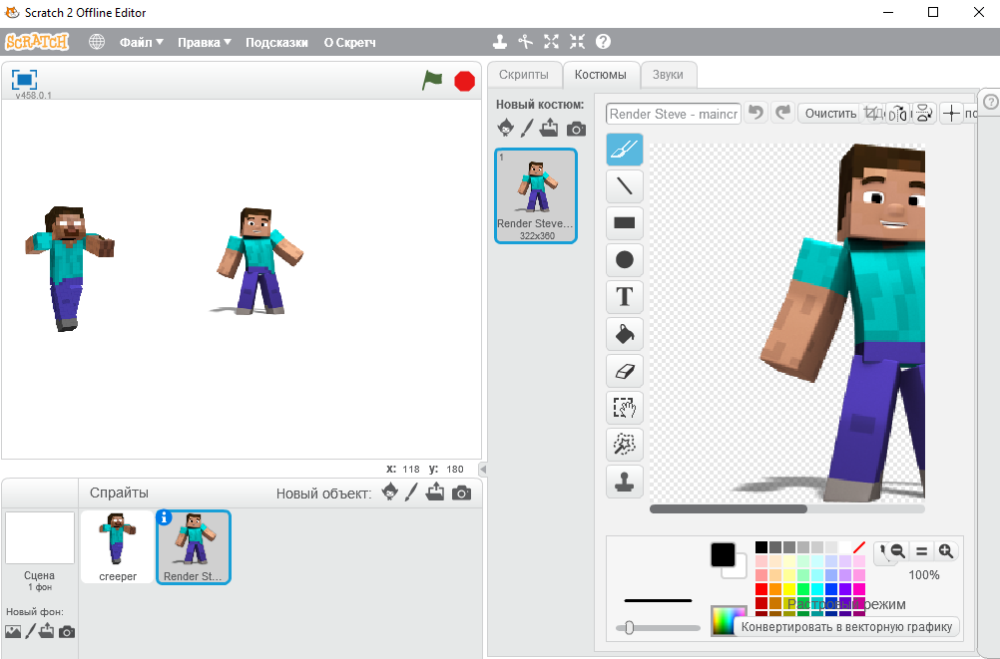 Scratch 2 Offline Editor
SCRATCH Файл Правка Подсказки О Скретч
v458.0.1
Скрипты Костюмы Звуки
Новый костюм:
Render Steve - maincr Очистить
1
Render Steve...
322x360
T
x: 118 y: 180
Спрайты Новый объект:
Сцена
1 фон
creeper
Render St...
Новый фон:
100%
Растровый режим
Конвертировать в векторную графику